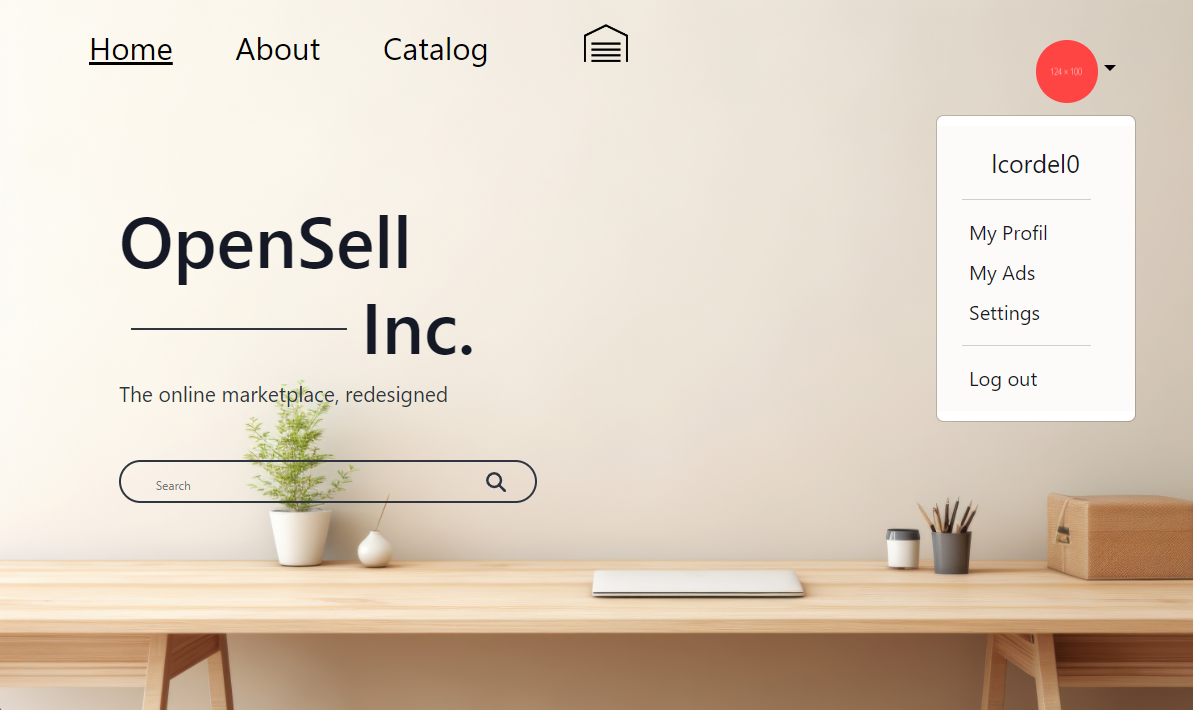 Home About Catalog
124 × 100
lcordel0
My Profil
My Ads
Settings
Log out
OpenSell
Inc.
The online marketplace, redesigned
Search